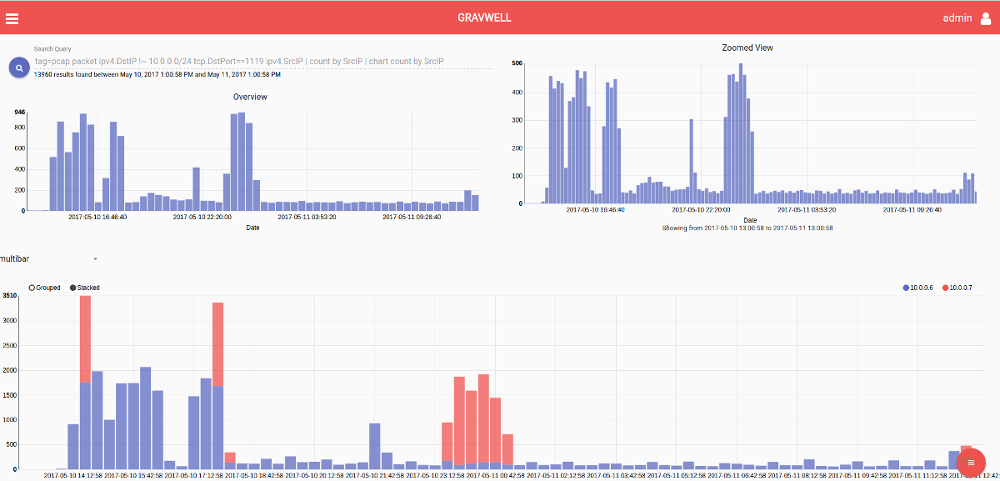 GRAVWELL
admin
Search Query
tag=pcap packet ipv4.DstIP !~ 10.0.0.0/24 tcp.DstPort==1119 ipv4.SrcIP | count by SrcIP | chart count by SrcIP
13960 results found between May 10, 2017 1:00:58 PM and May 11, 2017 1:00:58 PM
Overview
946
800
600
400
200
0
2017-05-10 16:46:40 2017-05-10 22:20:00 2017-05-11 03:53:20 2017-05-11 09:26:40
Date
Zoomed View
506
400
300
200
100
0
2017-05-10 16:46:40 2017-05-10 22:20:00 2017-05-11 03:53:20 2017-05-11 09:26:40
Date
Showing from 2017-05-10 13:00:58 to 2017-05-11 13:00:58
multibar
Grouped Stacked 10.0.0.6 10.0.0.7
3510
3000
2500
2000
1500
1000
500
0
2017-05-10 14:12:58 2017-05-10 15:42:58 2017-05-10 17:12:58 2017-05-10 18:42:58 2017-05-10 20:12:58 2017-05-10 21:42:58 2017-05-10 23:12:58 2017-05-11 00:42:58 2017-05-11 02:12:58 2017-05-11 03:42:58 2017-05-11 05:12:58 2017-05-11 06:42:58 2017-05-11 08:12:58 2017-05-11 09:42:58 2017-05-11 11:12:58 12:42: